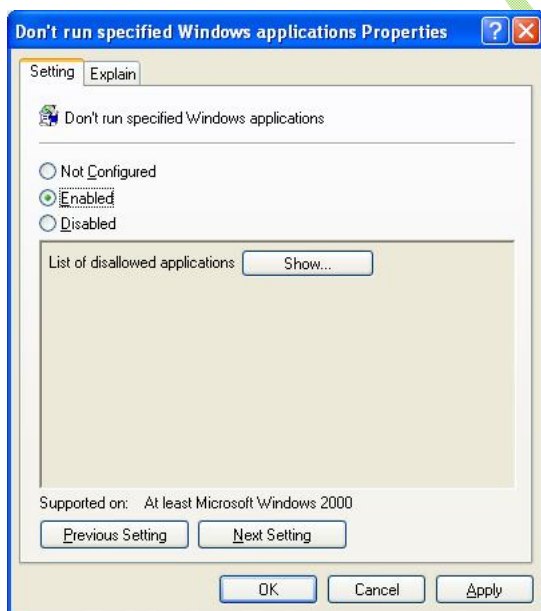 Don't run specified Windows applications Properties
Setting Explain
Don't run specified Windows applications
Not Configured
Enabled
Disabled
List of disallowed applications Show...
Supported on: At least Microsoft Windows 2000
Previous Setting Next Setting
OK Cancel Apply